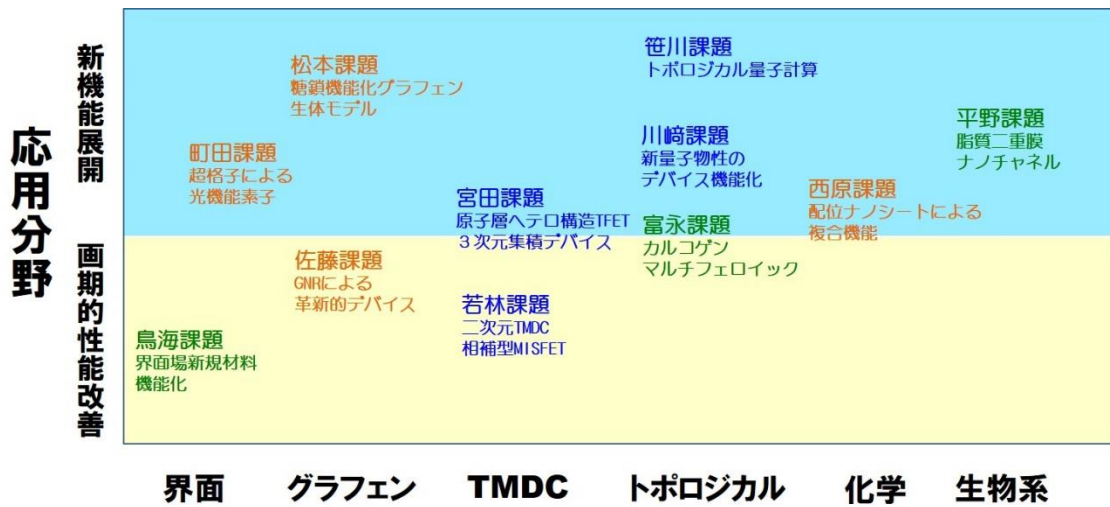 応用分野
新機能展開
画期的性能改善
松本課題
糖鎖機能化グラフェン
生体モデル
笹川課題
トポロジカル量子計算
町田課題
超格子による
光機能素子
宮田課題
原子層ヘテロ構造TFET
３次元集積デバイス
川﨑課題
新量子物性の
デバイス機能化
平野課題
脂質二重膜
ナノチャネル
西原課題
配位ナノシートによる
複合機能
富永課題
カルコゲン
マルチフェロイック
佐藤課題
GNRによる
革新的デバイス
若林課題
二次元TMDC
相補型MISFET
鳥海課題
界面場新規材料
機能化
界面
グラフェン
TMDC
トポロジカル
化学
生物系